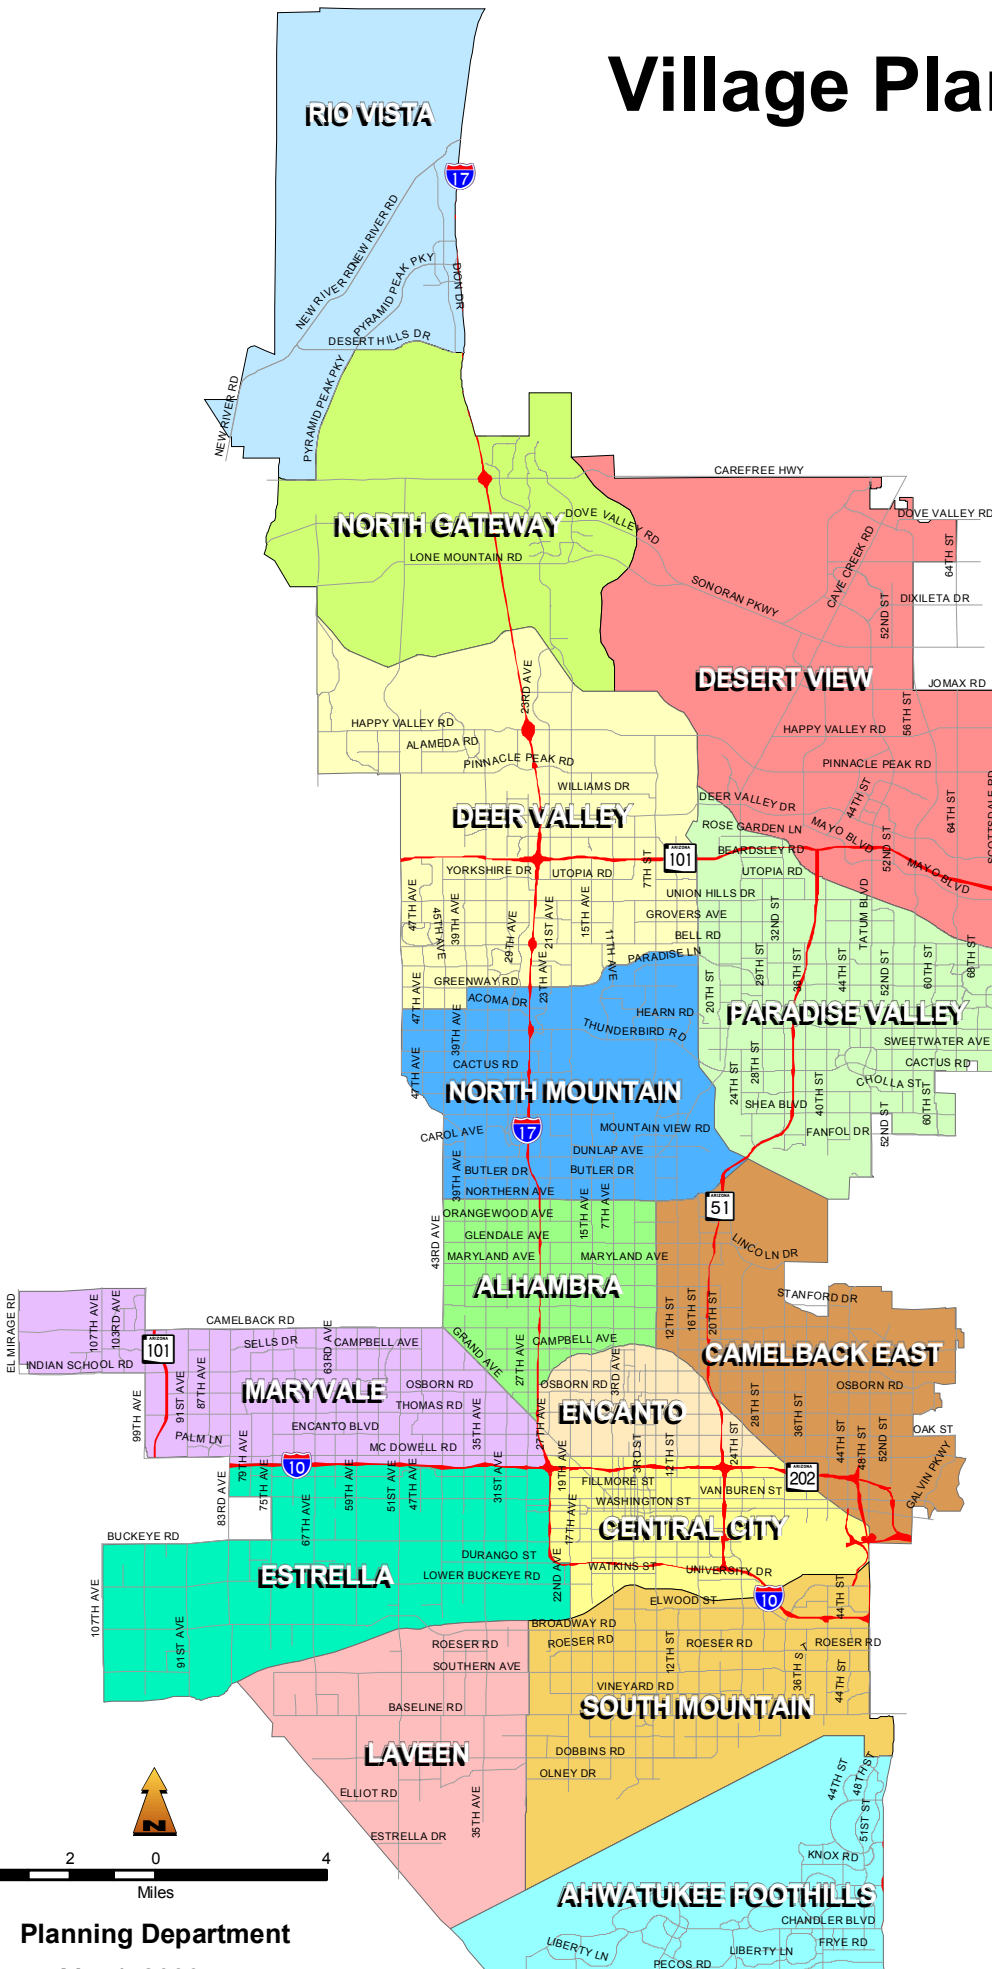 Village Plan
RIO VISTA
17
NEW RIVER RD
NEW RIVER RD
PYRAMID PEAK PKY
DION DR
DESERT HILLS DR
PYRAMID PEAK PKY
NEW RIVER RD
CAREFREE HWY
NORTH GATEWAY
DOVE VALLEY RD
DOVE VALLEY RD
LONE MOUNTAIN RD
CAVE CREEK RD
64TH ST
SONORAN PKWY
52ND ST
DIXILETA DR
DESERT VIEW
JOMAX RD
23RD AVE
HAPPY VALLEY RD
HAPPY VALLEY RD
56TH ST
ALAMEDA RD
PINNACLE PEAK RD
PINNACLE PEAK RD
WILLIAMS DR
DEER VALLEY DR
44TH ST
64TH ST
SCOTTSDALE RD
DEER VALLEY
ROSE GARDEN LN
MAYO BLVD
52ND ST
BEARDSLEY RD
ARIZONA
101
YORKSHIRE DR
UTOPIA RD
7TH ST
UTOPIA RD
MAYO BLVD
UNION HILLS DR
47TH AVE
45TH AVE
39TH AVE
29TH AVE
21ST AVE
15TH AVE
11TH AVE
GROVERS AVE
32ND ST
TATUM BLVD
BELL RD
PARADISE LN
29TH ST
36TH ST
44TH ST
52ND ST
60TH ST
68TH ST
GREENWAY RD
23TH AVE
20TH ST
47TH AVE
ACOMA DR
HEARN RD
PARADISE VALLEY
39TH AVE
THUNDERBIRD RD
SWEETWATER AVE
CACTUS RD
CACTUS RD
47TH AVE
NORTH MOUNTAIN
24TH ST
28TH ST
CHOLLA ST
40TH ST
60TH ST
SHEA BLVD
17
CAROL AVE
MOUNTAIN VIEW RD
FANFOL DR
52ND ST
DUNLAP AVE
39TH AVE
BUTLER DR
BUTLER DR
NORTHERN AVE
ARIZONA
51
ORANGEWOOD AVE
15TH AVE
7TH AVE
43RD AVE
GLENDALE AVE
LINCOLN DR
MARYLAND AVE
MARYLAND AVE
ALHAMBRA
STANFORD DR
EL MIRAGE RD
107TH AVE
103RD AVE
CAMELBACK RD
12TH ST
16TH ST
20TH ST
ARIZONA
101
SELLS DR
63RD AVE
CAMPBELL AVE
GRAND AVE
27TH AVE
CAMPBELL AVE
CAMELBACK EAST
INDIAN SCHOOL RD
91ST AVE
87TH AVE
MARYVALE
OSBORN RD
OSBORN RD
3RD AVE
OSBORN RD
99TH AVE
THOMAS RD
ENCANTO
28TH ST
36TH ST
ENCANTO BLVD
35TH AVE
27TH AVE
OAK ST
PALM LN
MC DOWELL RD
3RD ST
12TH ST
24TH ST
44TH ST
48TH ST
52ND ST
79TH AVE
10
19TH AVE
ARIZONA
202
GALVIN PKWY
83RD AVE
75TH AVE
59TH AVE
51ST AVE
47TH AVE
31ST AVE
FILLMORE ST
VAN BUREN ST
WASHINGTON ST
67TH AVE
17TH AVE
CENTRAL CITY
BUCKEYE RD
DURANGO ST
ESTRELLA
LOWER BUCKEYE RD
22ND AVE
WATKINS ST
UNIVERSITY DR
107TH AVE
ELWOOD ST
10
44TH ST
BROADWAY RD
91ST AVE
ROESER RD
ROESER RD
12TH ST
ROESER RD
36TH ST
ROESER RD
SOUTHERN AVE
VINEYARD RD
44TH ST
BASELINE RD
SOUTH MOUNTAIN
LAVEEN
DOBBINS RD
OLNEY DR
44TH ST
48TH ST
ELLIOT RD
35TH AVE
51ST ST
ESTRELLA DR
N
KNOX RD
2 0 4
Miles
AHWATUKEE FOOTHILLS
CHANDLER BLVD
Planning Department
LIBERTY LN
LIBERTY LN
FRYE RD
PECOS RD